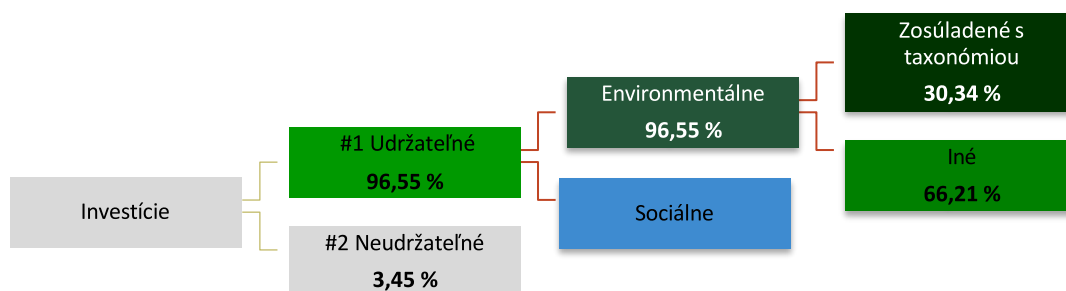 Investície
#1 Udržateľné
96,55 %
#2 Neudržateľné
3,45 %
Environmentálne
96,55 %
Sociálne
Zosúladené s
taxonómiou
30,34 %
Iné
66,21 %